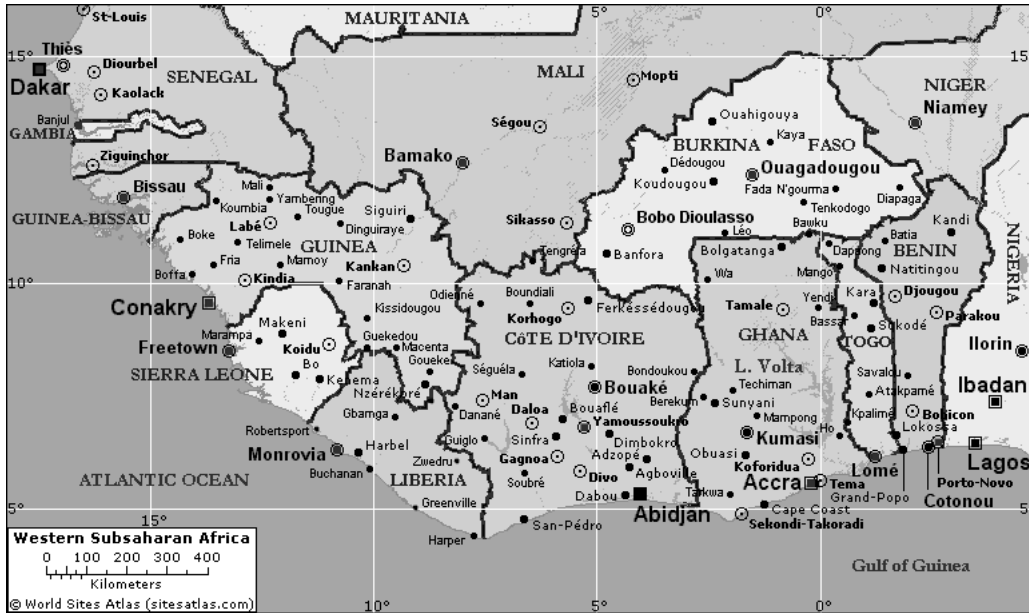 St-Louis
MAURITANIA
5°
0°
15°
Thiès
Diourbel
Dakar
Kaolack
SENEGAL
MALI
Mopti
NIGER
15°
Niamey
Banjul
GAMBIA
Ségou
Ouahigouya
Kaya
BURKINA
FASO
Ziguinchor
Bamako
Dédougou
Ouagadougou
Koudougou
Fada N'gourma
Diapaga
Bissau
Mali
Yambenng
Koumbia
Tougue
Siguiri
Tenkodogo
GUINEA-BISSAU
Labé
Dinguiraye
Sikasso
Bobo Dioulasso
Léo
Bawku
Kandi
Boke
Telimele
GUINEA
Tengréla
Banfora
Bolgatanga
Dapaong
Batia
BENIN
NIGERIA
Fria
Mamoy
Kankan
Wa
Mango
Natitingou
Boffa
Kindia
Faranah
10°
Odienné
Boundiali
Korhogo
Ferkéssédougou
Tamale
Yendi
Kara
Djougou
Parakou
Conakry
Kissidougou
CôTE D'IVOIRE
GHANA
Bassar
Sokodé
TOGO
Marampa
Makeni
Koidu
Guekedou
Macenta
Goueke
Freetown
Bo
Kenema
Nzérékoré
Séguéla
Katiola
Bondoukou
L. Volta
Savalou
Ilorin
SIERRA LEONE
Bouaké
Techiman
Atakpamé
Ibadan
Gbarnga
Danané
Man
Daloa
Bouaflé
Berekum
Sunyani
Mampong
Kpalimé
Bohicon
Robertsport
Guiglo
Sinfra
Yamoussoukro
Dimbokro
Kumasi
Ho
Lokossa
Monrovia
Harbel
Zwedru
Gagnoa
Adzopé
Obuasi
Koforidua
Lomé
Lagos
Buchanan
LIBERIA
Soubré
Divo
Agboville
Accra
Tema
Porto-Novo
ATLANTIC OCEAN
Greenville
Dabou
Tarkwa
Grand-Popo
Cotonou
5°
15°
San-Pédro
Abidjan
Cape Coast
Sekondi-Takoradi
5°
Harper
Western Subsaharan Africa
0 100 200 300 400
Kilometers
© World Sites Atlas (sitesatlas.com)
Gulf of Guinea
10°
5°
0°